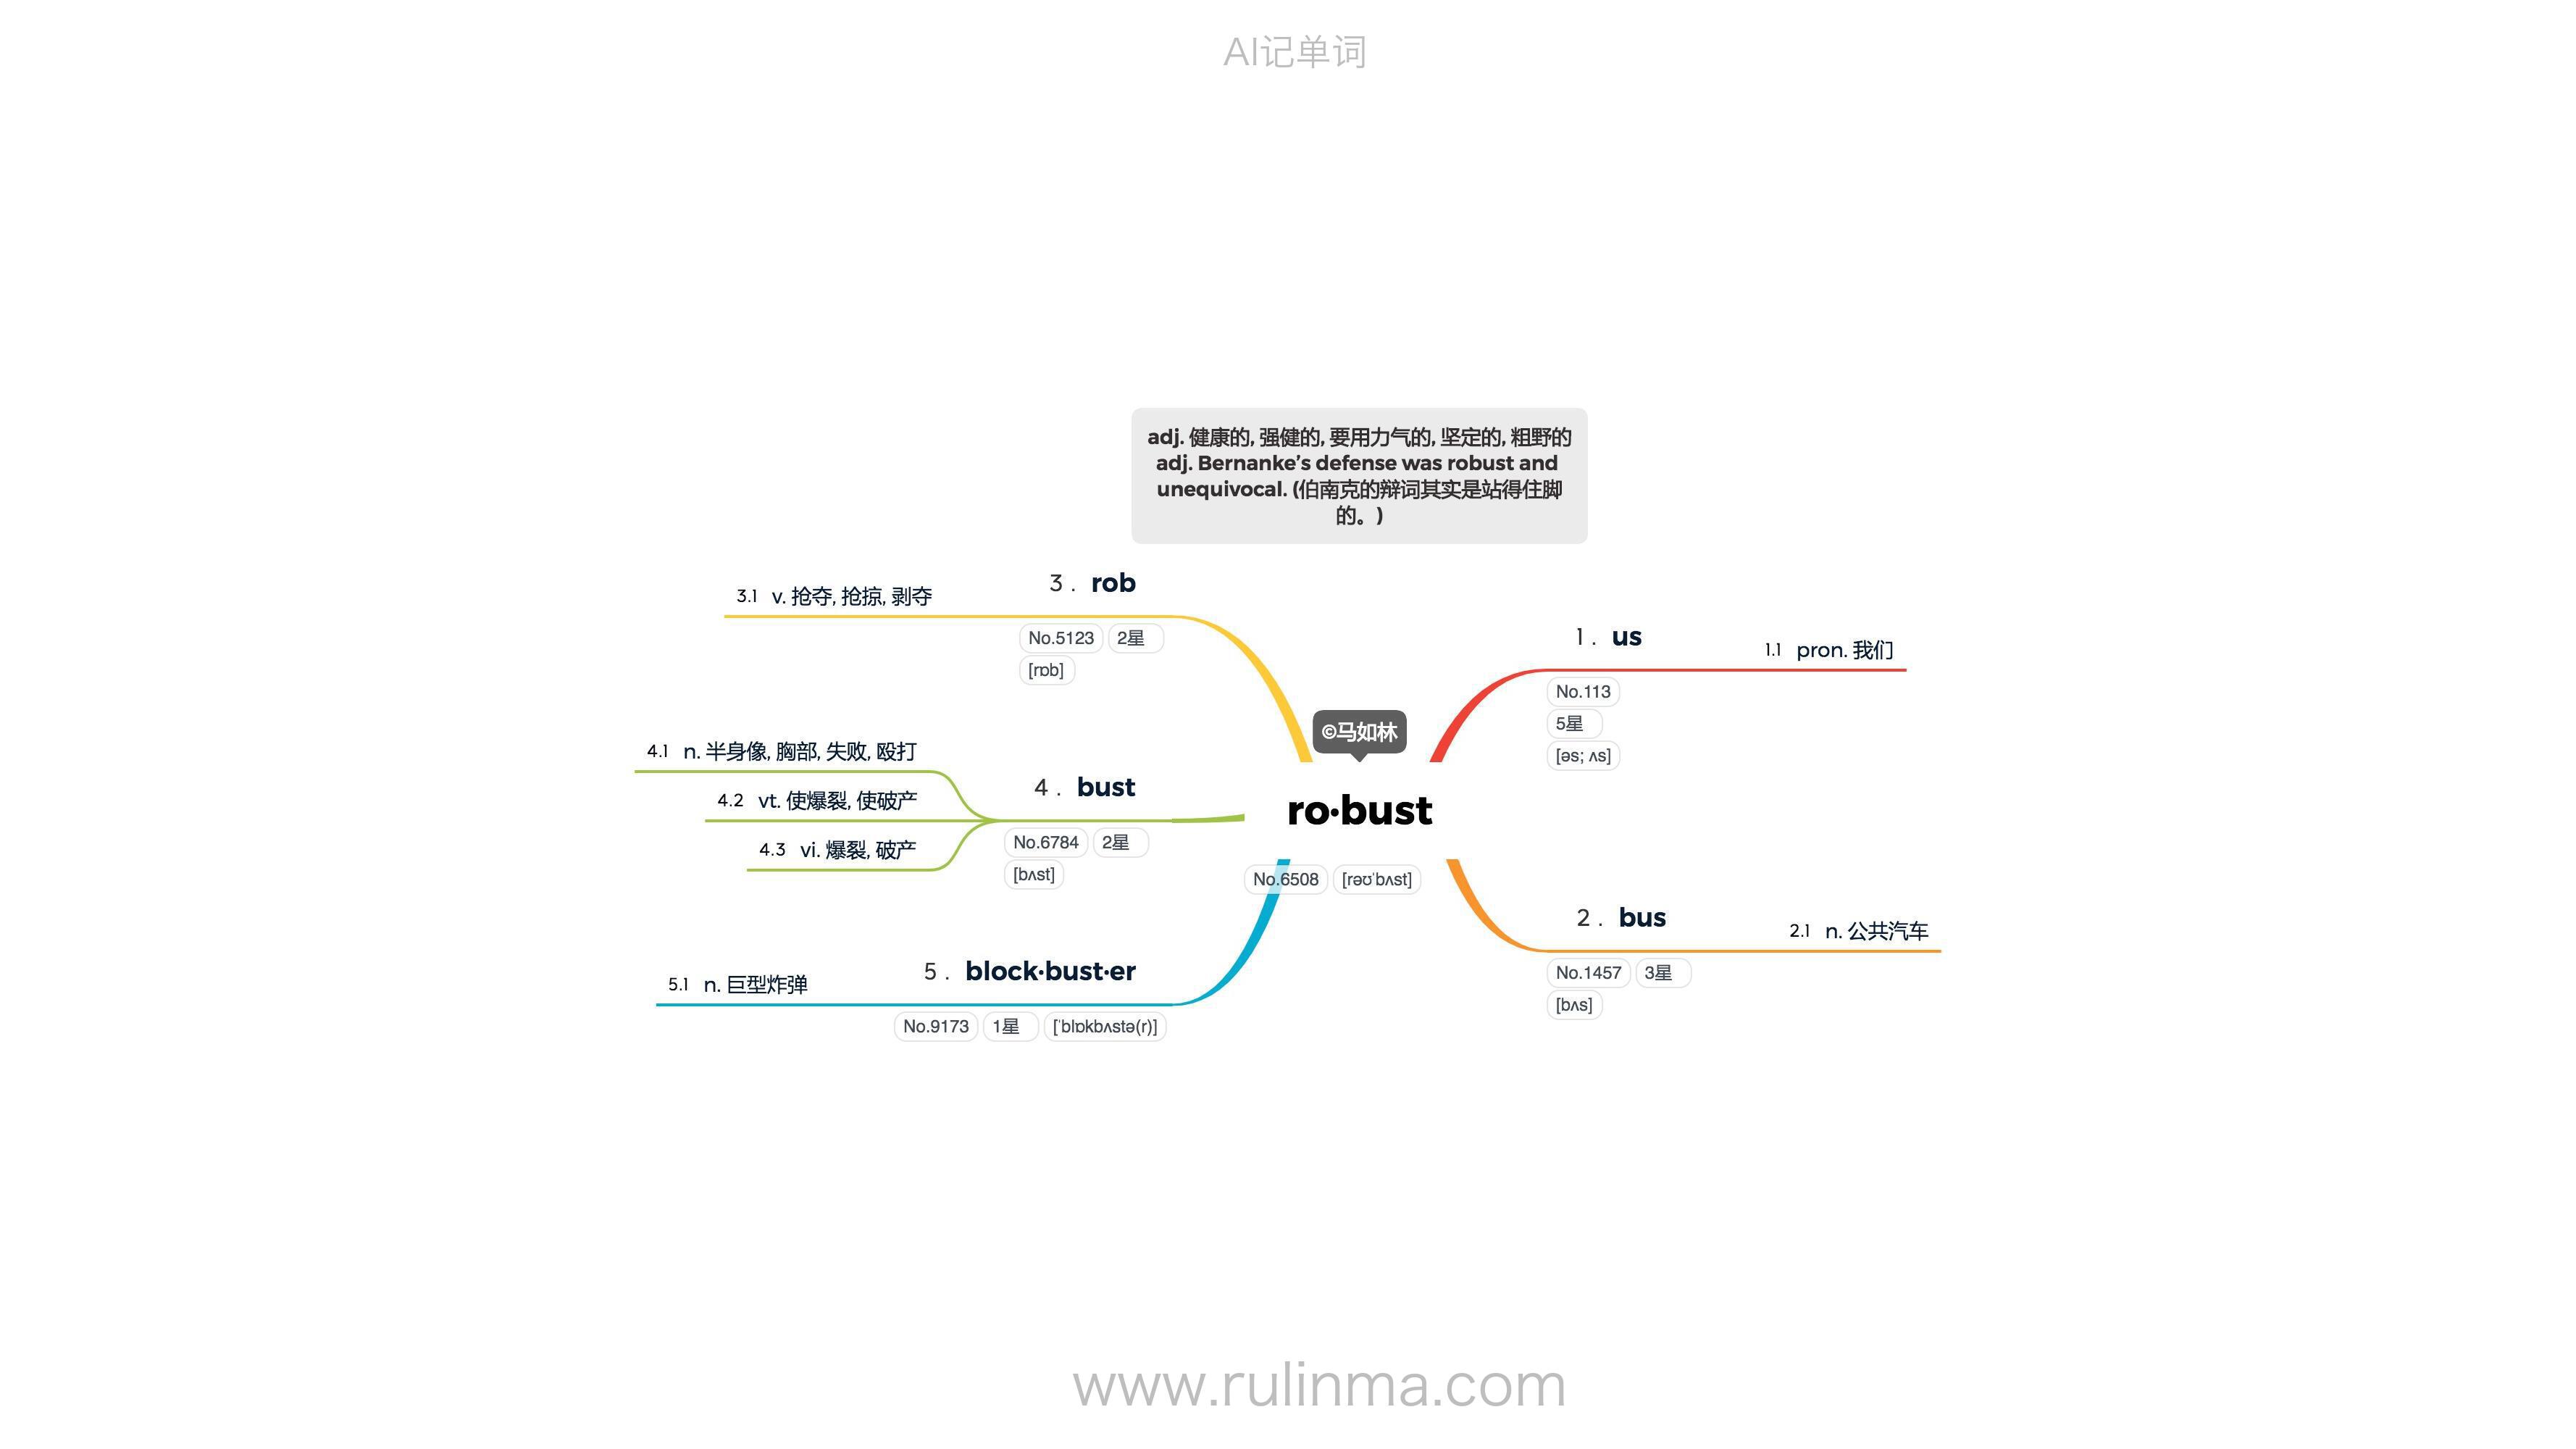 AI记单词
adj. 健康的, 强健的, 要用力气的, 坚定的, 粗野的
adj. Bernanke’s defense was robust and
unequivocal. (伯南克的辩词其实是站得住脚
的。)
©马如林
ro•bust
No.6508 [rəʊˈbʌst]
1 . us
No.113
5星
[əs; ʌs]
1.1 pron. 我们
2 . bus
No.1457 3星
[bʌs]
2.1 n. 公共汽车
3 . rob
No.5123 2星
[rɒb]
3.1 v. 抢夺, 抢掠, 剥夺
4 . bust
No.6784 2星
[bʌst]
4.1 n. 半身像, 胸部, 失败, 殴打
4.2 vt. 使爆裂, 使破产
4.3 vi. 爆裂, 破产
5 . block•bust•er
No.9173 1星 [ˈblɒkbʌstə(r)]
5.1 n. 巨型炸弹
www.rulinma.com